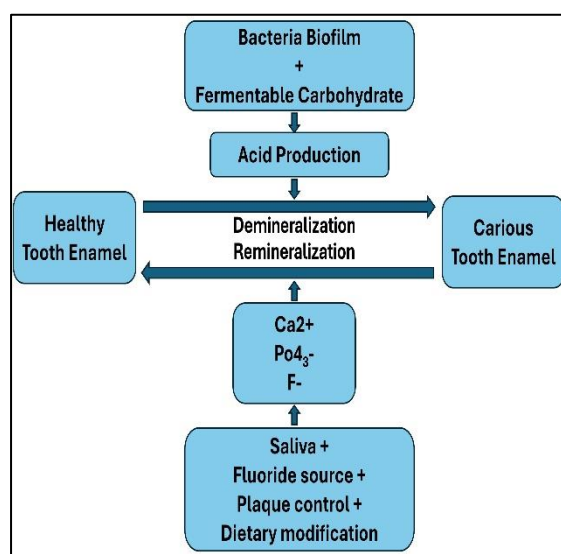 Bacteria Biofilm
+
Fermentable Carbohydrate
Acid Production
Healthy
Tooth Enamel
Demineralization
Remineralization
Carious
Tooth Enamel
Ca2+
Po4₃-
F-
Saliva +
Fluoride source +
Plaque control +
Dietary modification